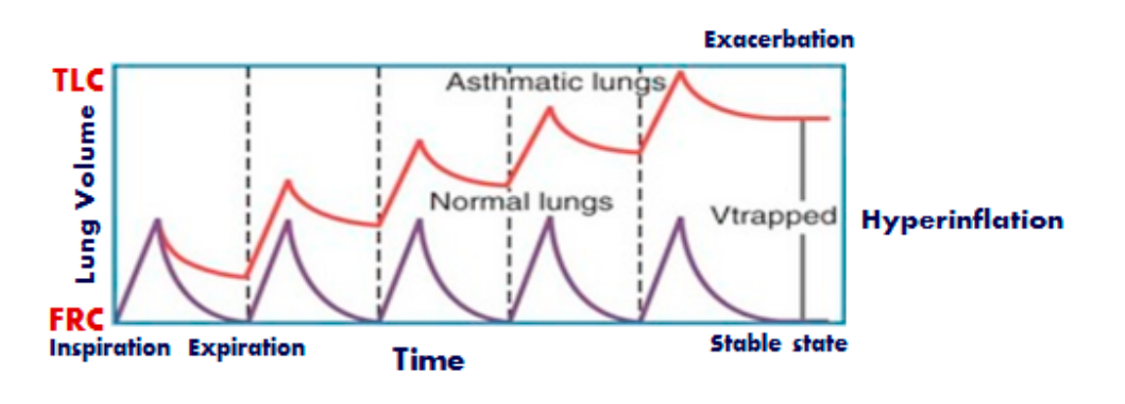 Exacerbation
TLC
Asthmatic lungs
Lung Volume
Normal lungs
Vtrapped
Hyperinflation
FRC
Inspiration Expiration
Time
Stable state